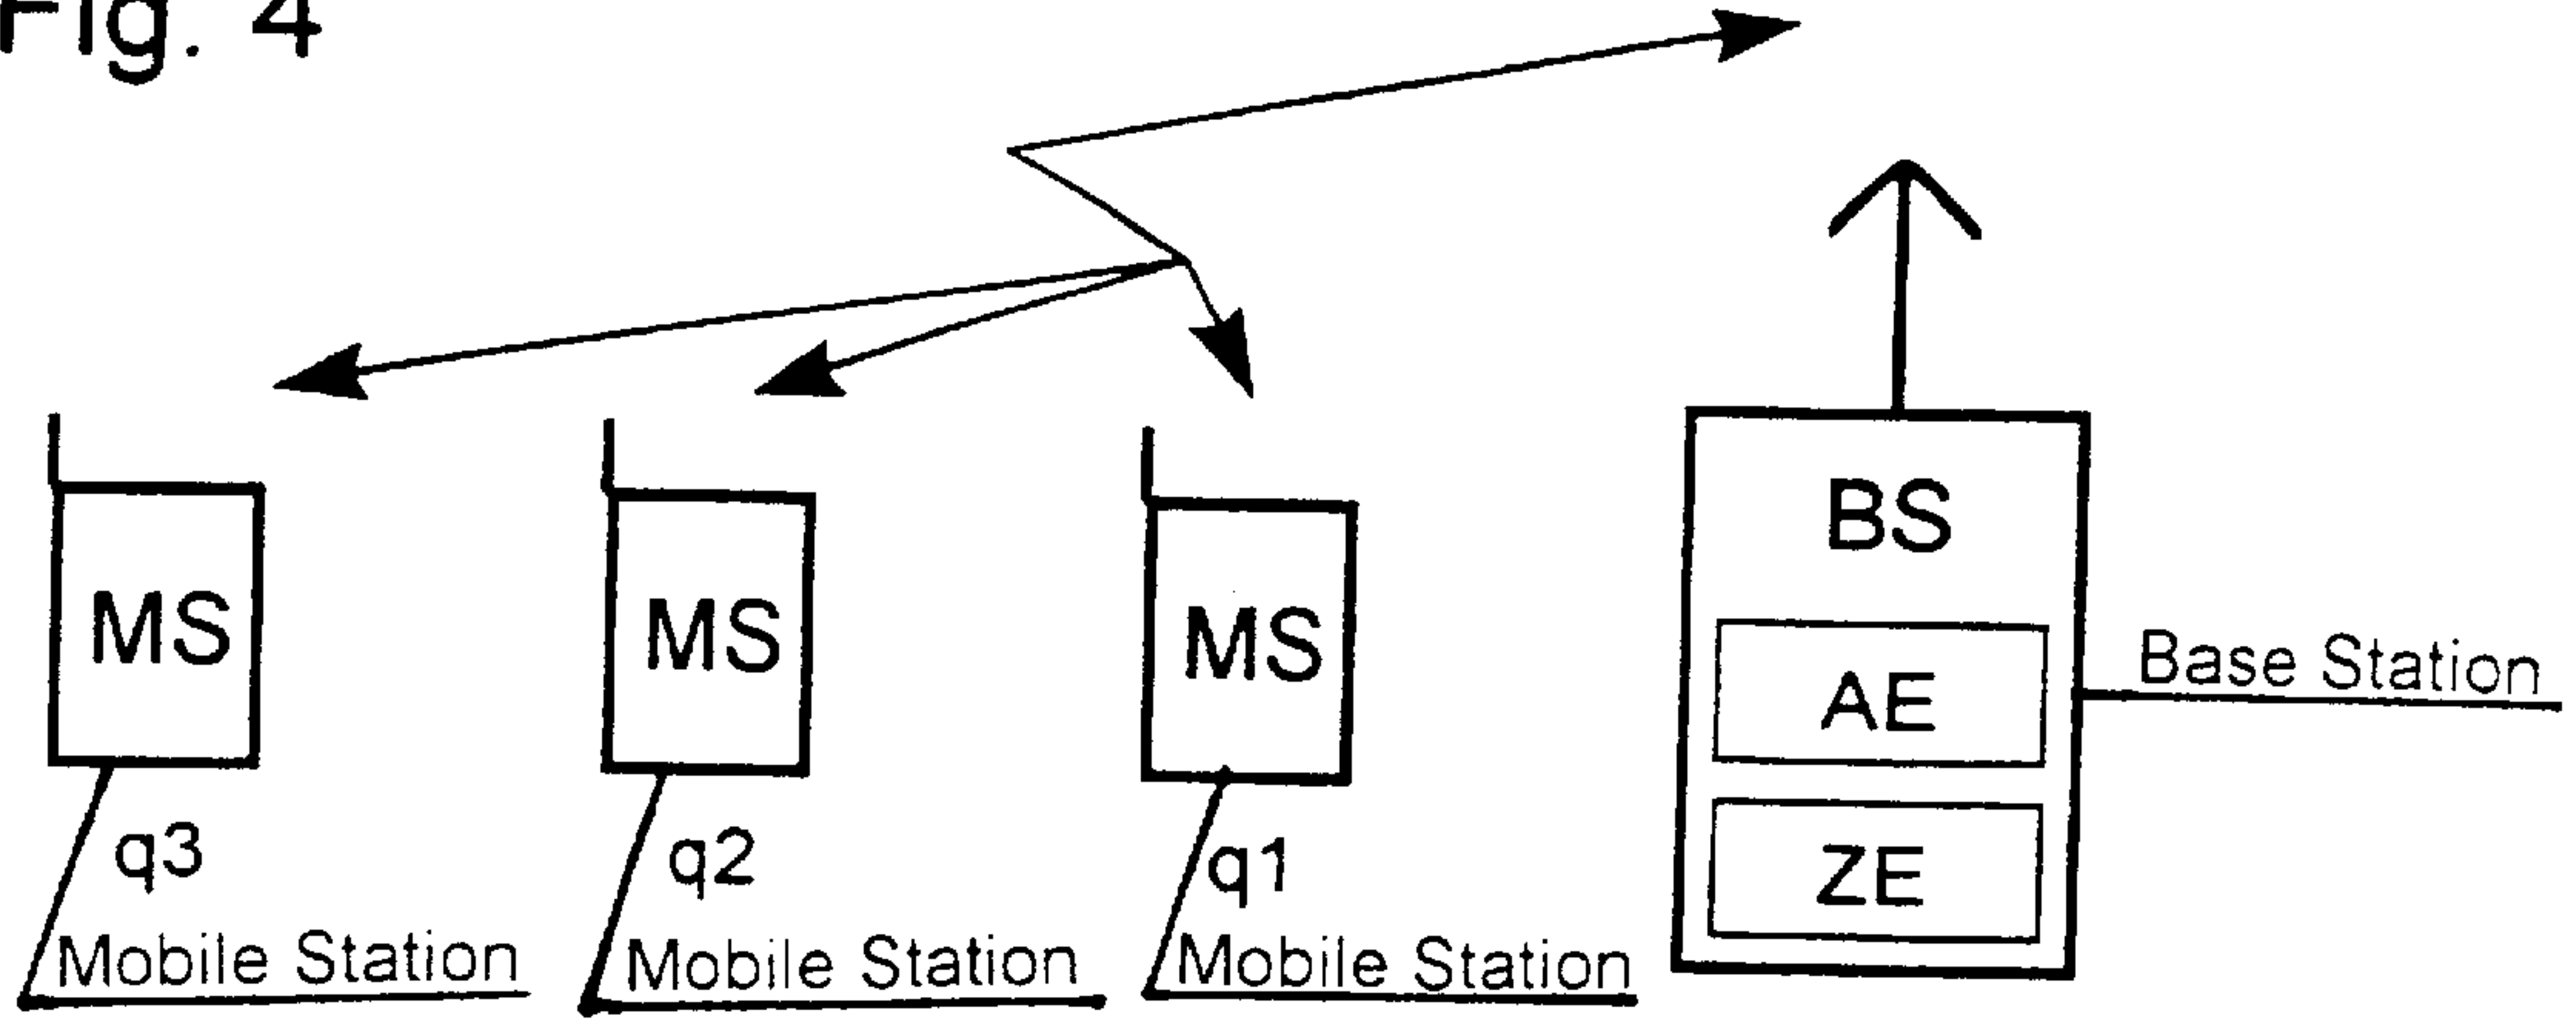 Fig. 4
BS
MS
MS
MS
AE
Base Station
ZE
q3
q2
q1
Mobile Station
Mobile Station
Mobile Station